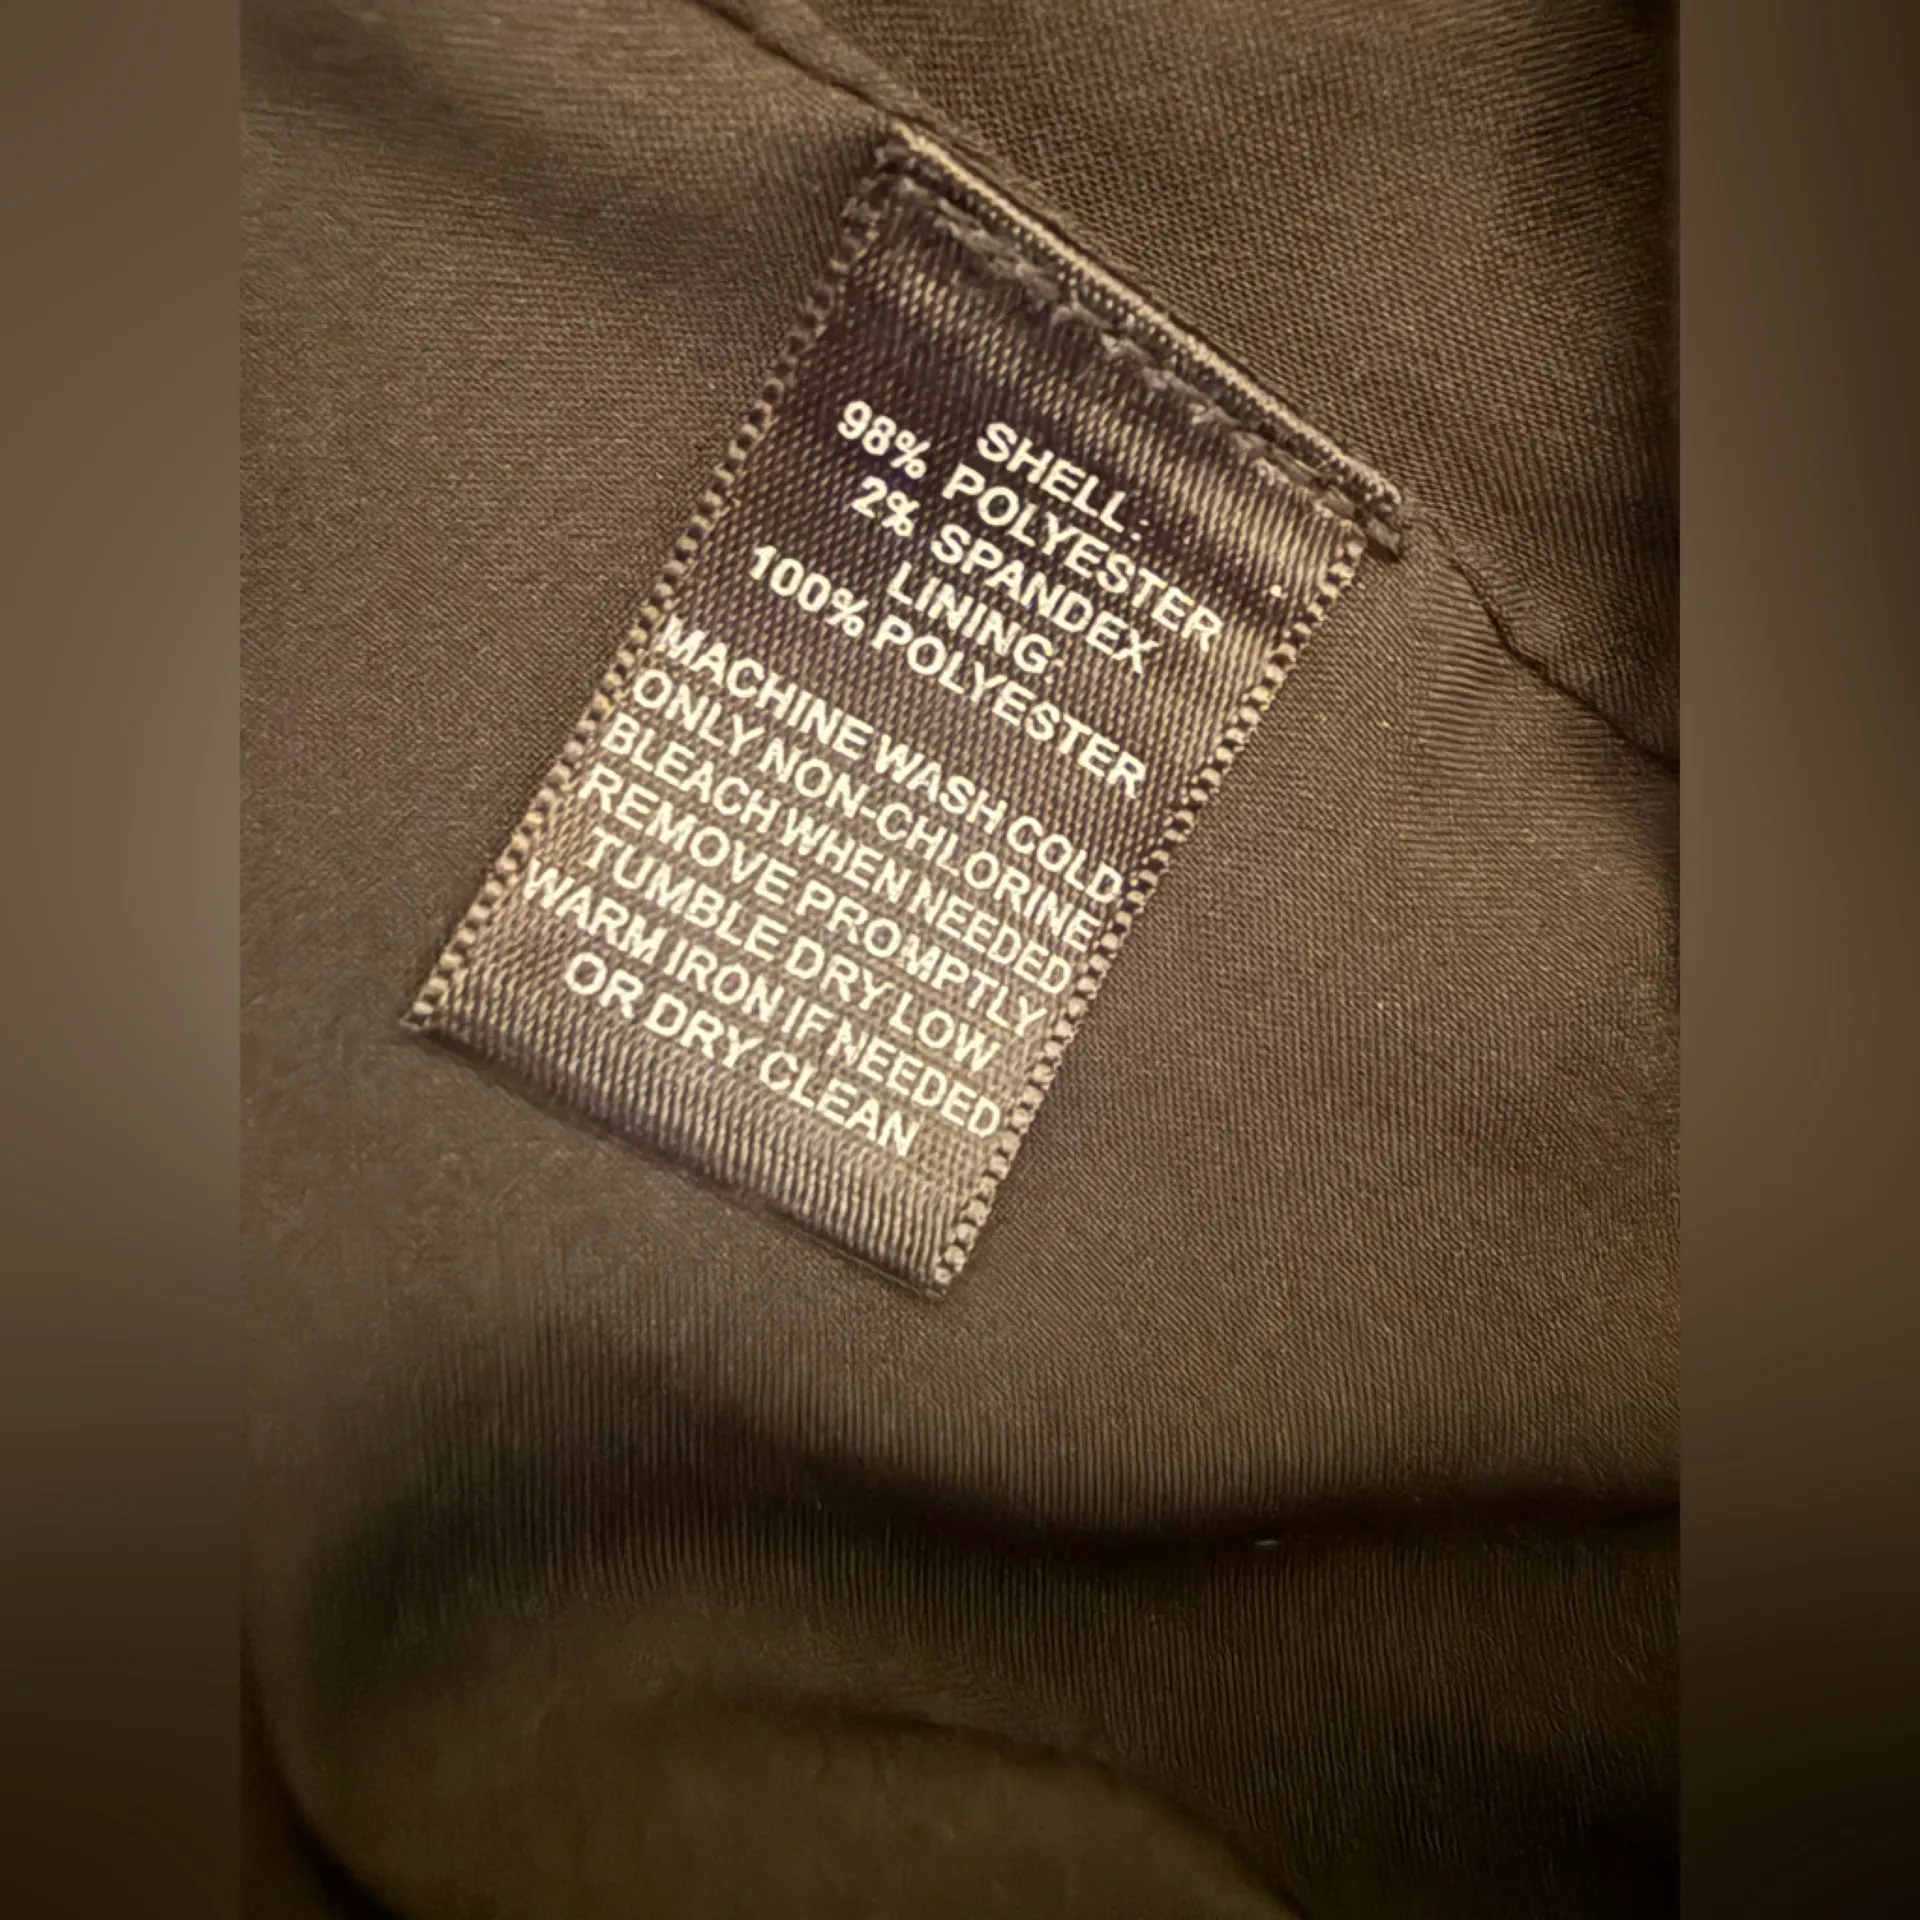 SHELL:
98% POLYESTER
2% SPANDEX
LINING:
100% POLYESTER
MACHINE WASH COLD
ONLY NON-CHLORINE
BLEACH WHEN NEEDED
REMOVE PROMPTLY
TUMBLE DRY LOW
WARM IRON IF NEEDED
OR DRY CLEAN